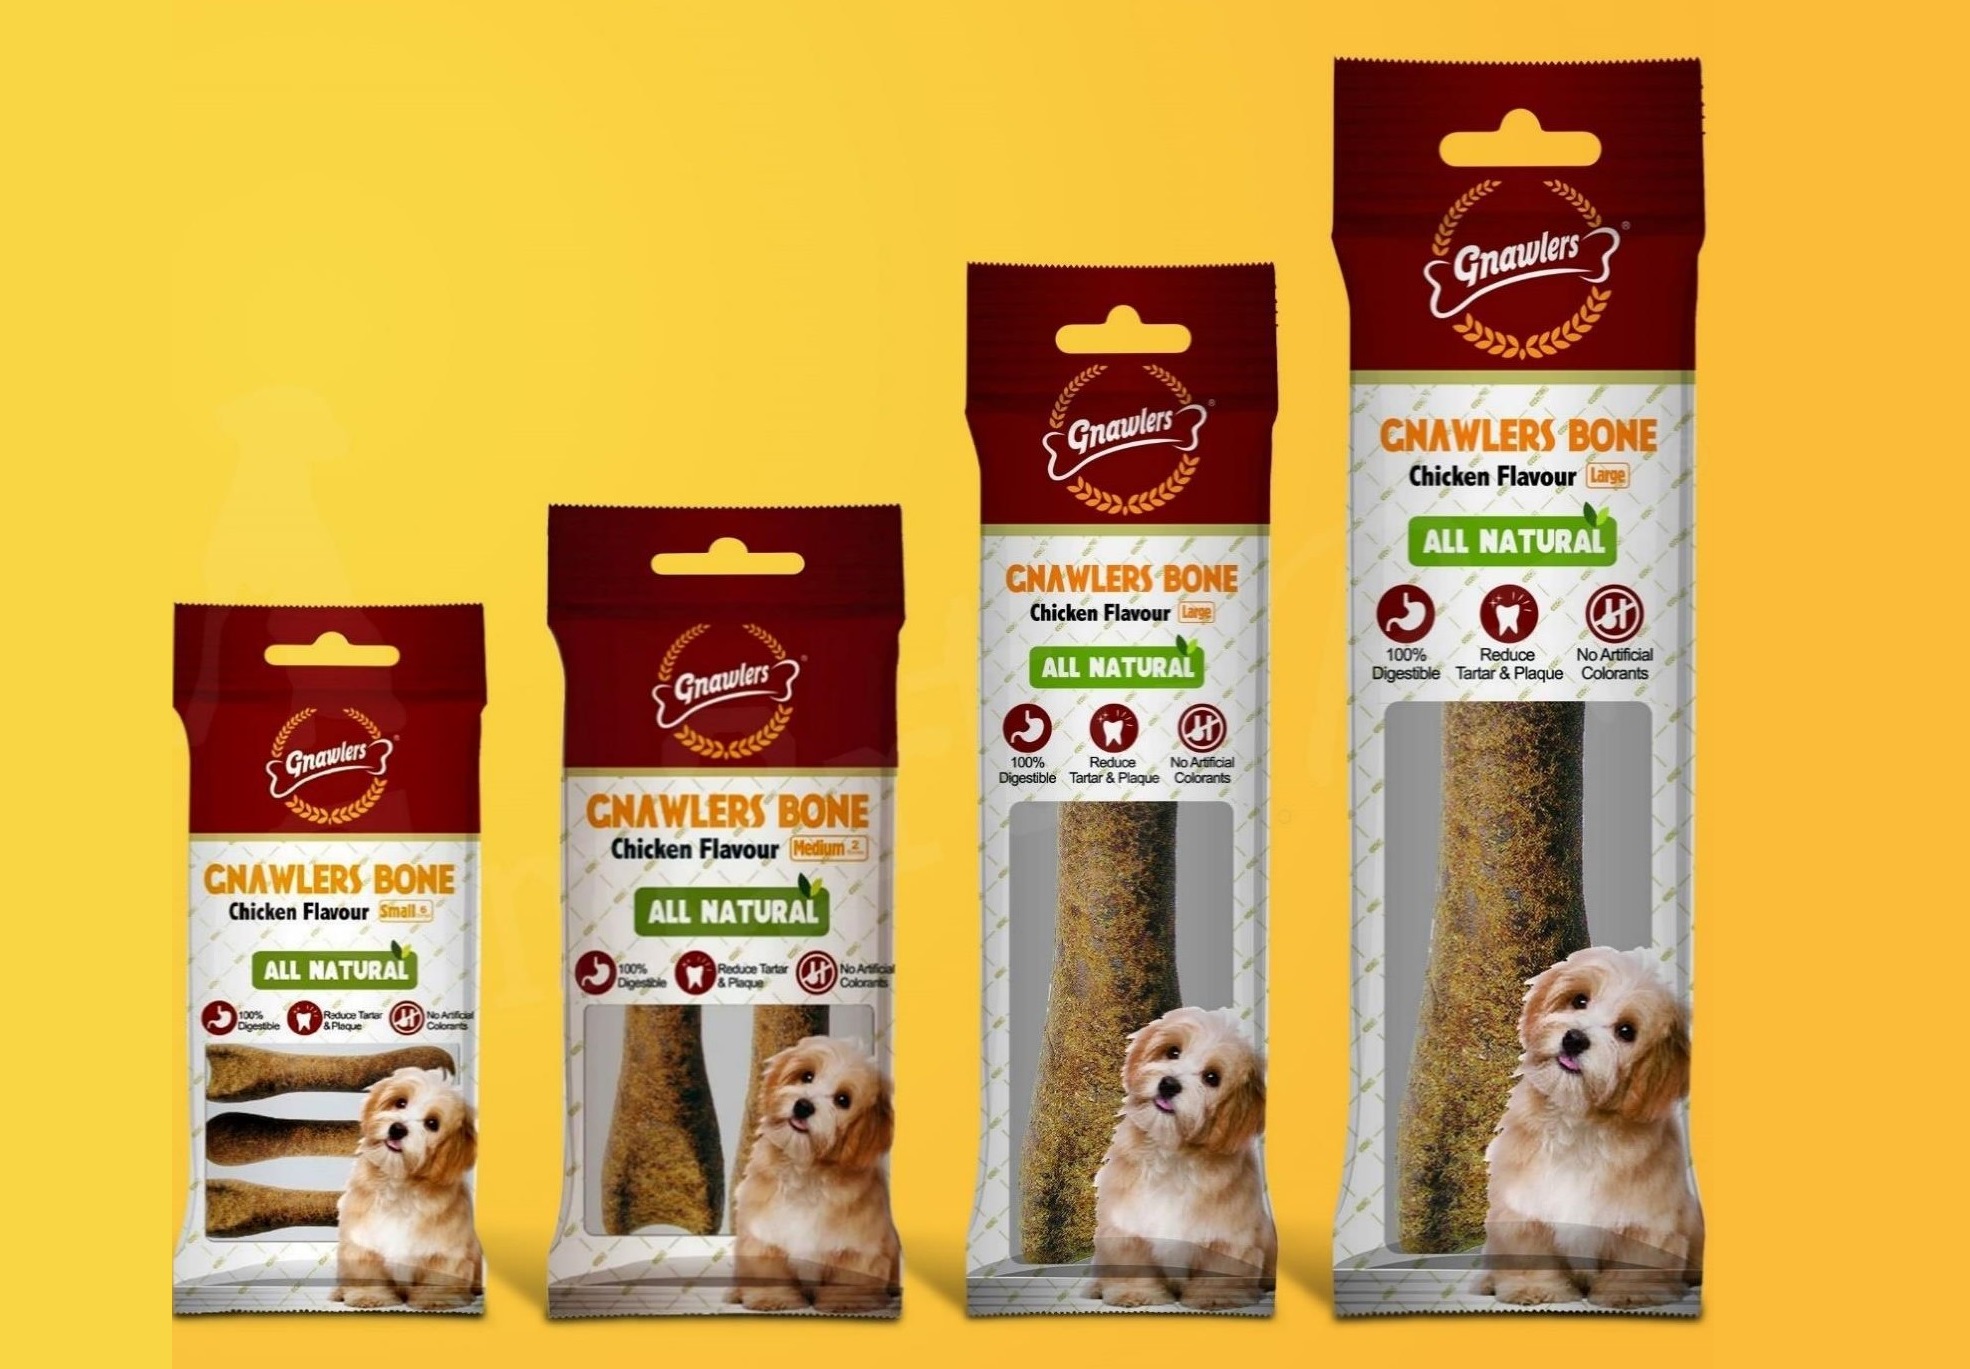 Gnawlers®
GNAWLERS BONE
Chicken Flavour Small 6
ALL NATURAL
100%
Digestible
Reduce Tartar
& Plaque
No Artificial
Colorants
Gnawlers®
GNAWLERS BONE
Chicken Flavour Medium 2
ALL NATURAL
100%
Digestible
Reduce Tartar
& Plaque
No Artificial
Colorants
Gnawlers®
GNAWLERS BONE
Chicken Flavour Large
ALL NATURAL
100%
Digestible
Reduce
Tartar & Plaque
No Artificial
Colorants
Gnawlers®
GNAWLERS BONE
Chicken Flavour Large
ALL NATURAL
100%
Digestible
Reduce
Tartar & Plaque
No Artificial
Colorants